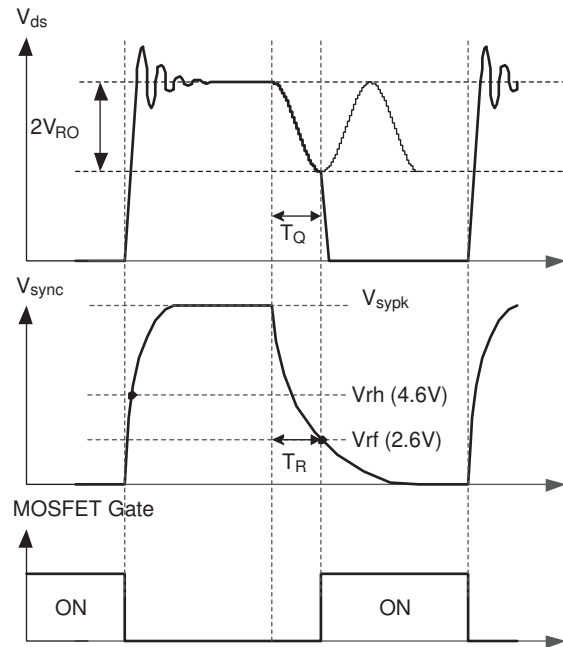 Vds
2VRO
TQ
Vsync
Vsypk
Vrh (4.6V)
Vrf (2.6V)
TR
MOSFET Gate
ON
ON